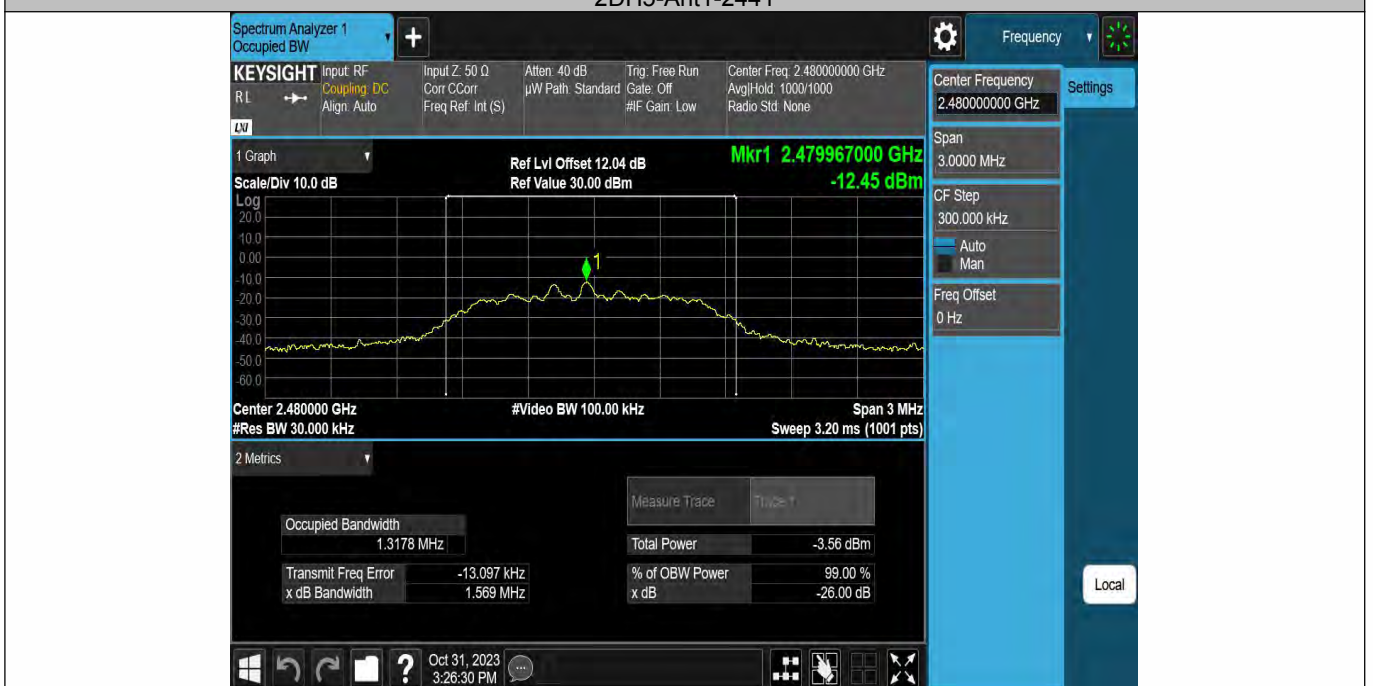 2DH5-Ant1-2441
Spectrum Analyzer 1
Occupied BW
+
Frequency
KEYSIGHT
RL
LXI
Input: RF
Coupling: DC
Align: Auto
Input Z: 50 Ω
Corr CCorr
Freq Ref: Int (S)
Atten: 40 dB
µW Path: Standard
Trig: Free Run
Gate: Off
#IF Gain: Low
Center Freq: 2.480000000 GHz
Avg|Hold: 1000/1000
Radio Std: None
Center Frequency
2.480000000 GHz
Settings
Span
3.0000 MHz
CF Step
300.000 kHz
Auto
Man
Freq Offset
0 Hz
Local
1 Graph
Scale/Div 10.0 dB
Ref Lvl Offset 12.04 dB
Ref Value 30.00 dBm
Mkr1 2.479967000 GHz
-12.45 dBm
Log
20.0
10.0
0.00
-10.0
-20.0
-30.0
-40.0
-50.0
-60.0
1
Center 2.480000 GHz
#Video BW 100.00 kHz
Span 3 MHz
#Res BW 30.000 kHz
Sweep 3.20 ms (1001 pts)
2 Metrics
Measure Trace
Trace 1
Occupied Bandwidth
1.3178 MHz
Total Power -3.56 dBm
Transmit Freq Error -13.097 kHz
% of OBW Power 99.00 %
x dB Bandwidth 1.569 MHz
x dB -26.00 dB
?
Oct 31, 2023
3:26:30 PM